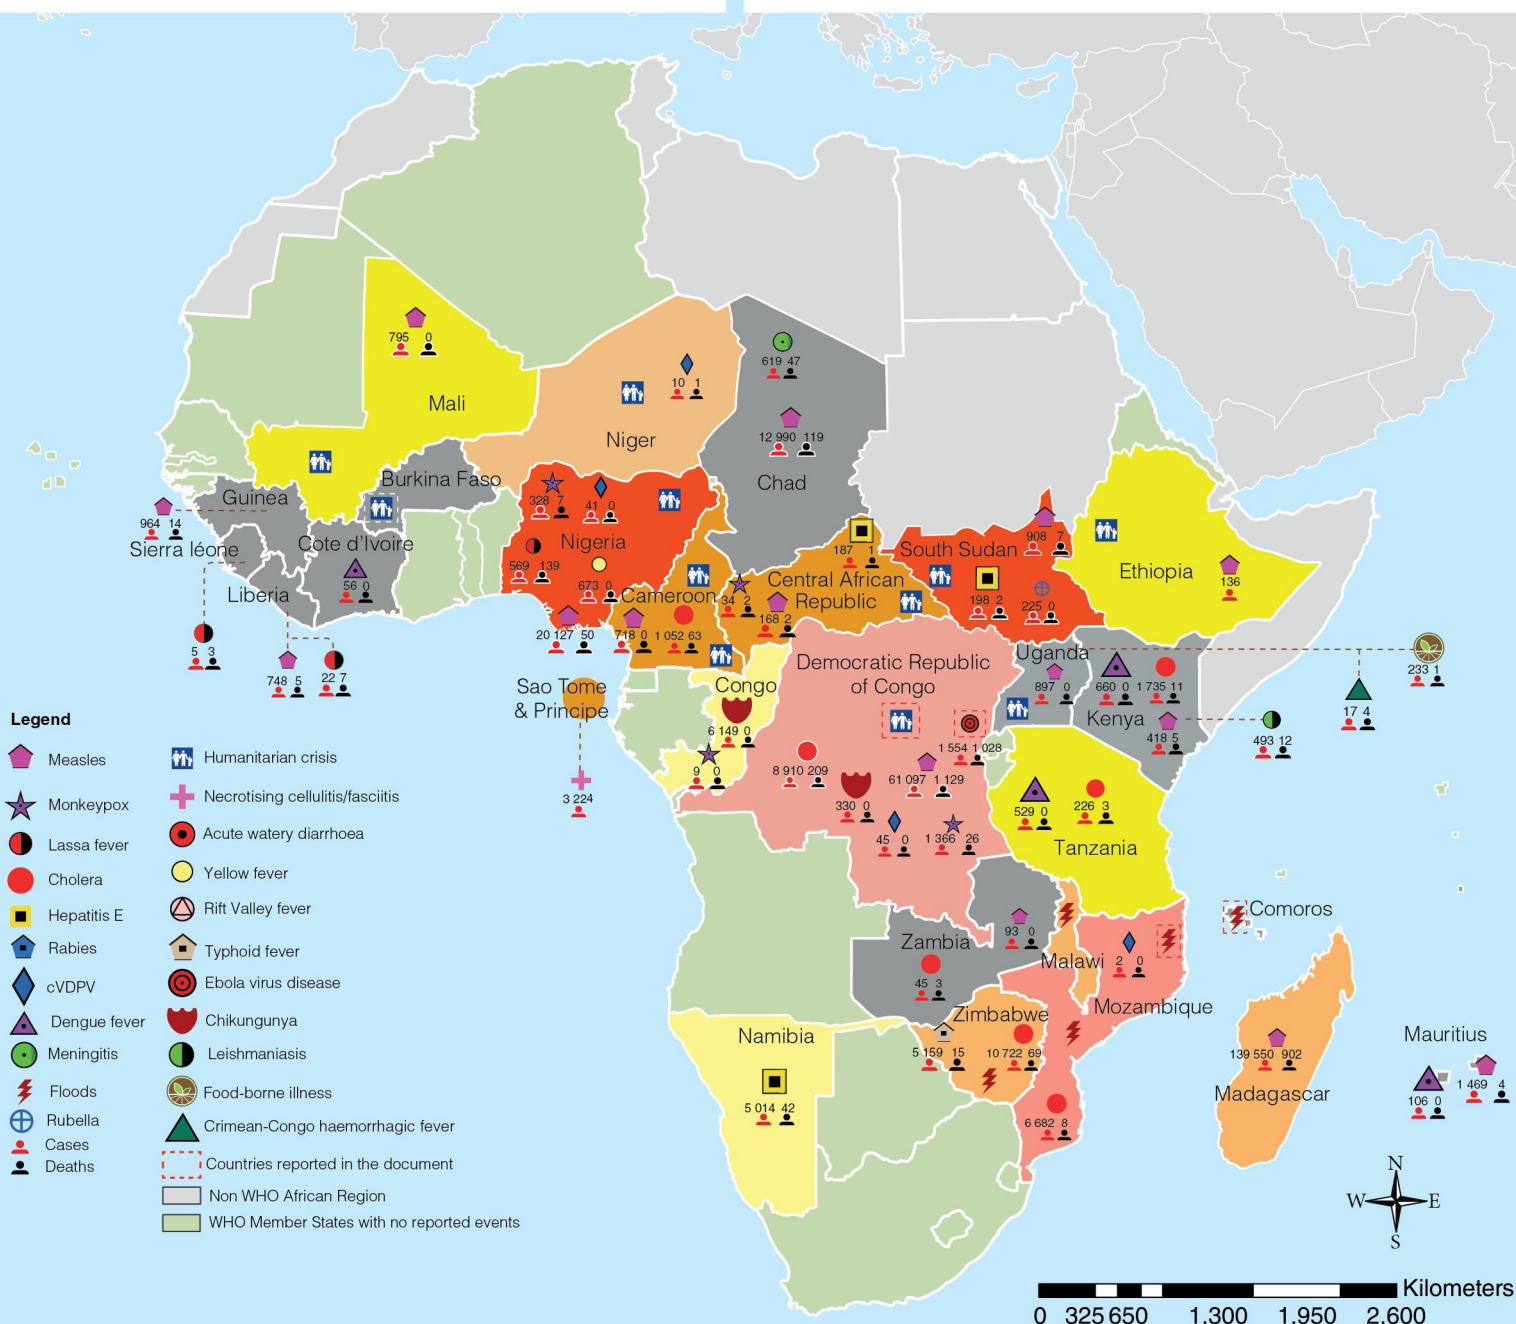 795 0
Mali
10 1
Niger
619 47
12 990 119
Chad
Burkina Faso
Guinea
964 14
Sierra léone
Côte d'Ivoire
56 0
Liberia
5 3
748 5
22 7
328 7
41 0
Nigeria
569 139
673 0
20 127 50
Cameroon
718 0
1 052 63
187 1
Central African
Republic
34 2
168 2
South Sudan
908 7
198 2
225 0
Ethiopia
136
Sao Tome
& Principe
3 224
Congo
6 149 0
9 0
Democratic Republic
of Congo
1 554 1 028
8 910 209
61 097 1 129
330 0
45 0
1 366 26
Uganda
897 0
660 0
1 735 11
Kenya
418 5
493 12
17 4
233 1
529 0
226 3
Tanzania
93 0
Zambia
45 3
Malawi
2 0
Mozambique
Comoros
Zimbabwe
5 159 15
10 722 69
6 682 8
Namibia
5 014 42
139 550 902
Madagascar
Mauritius
1 469 4
106 0
Legend
Measles
Monkeypox
Lassa fever
Cholera
Hepatitis E
Rabies
cVDPV
Dengue fever
Meningitis
Floods
Rubella
Cases
Deaths
Humanitarian crisis
Necrotising cellulitis/fasciitis
Acute watery diarrhoea
Yellow fever
Rift Valley fever
Typhoid fever
Ebola virus disease
Chikungunya
Leishmaniasis
Food-borne illness
Crimean-Congo haemorrhagic fever
Countries reported in the document
Non WHO African Region
WHO Member States with no reported events
N
W E
S
Kilometers
0 325 650 1,300 1,950 2,600